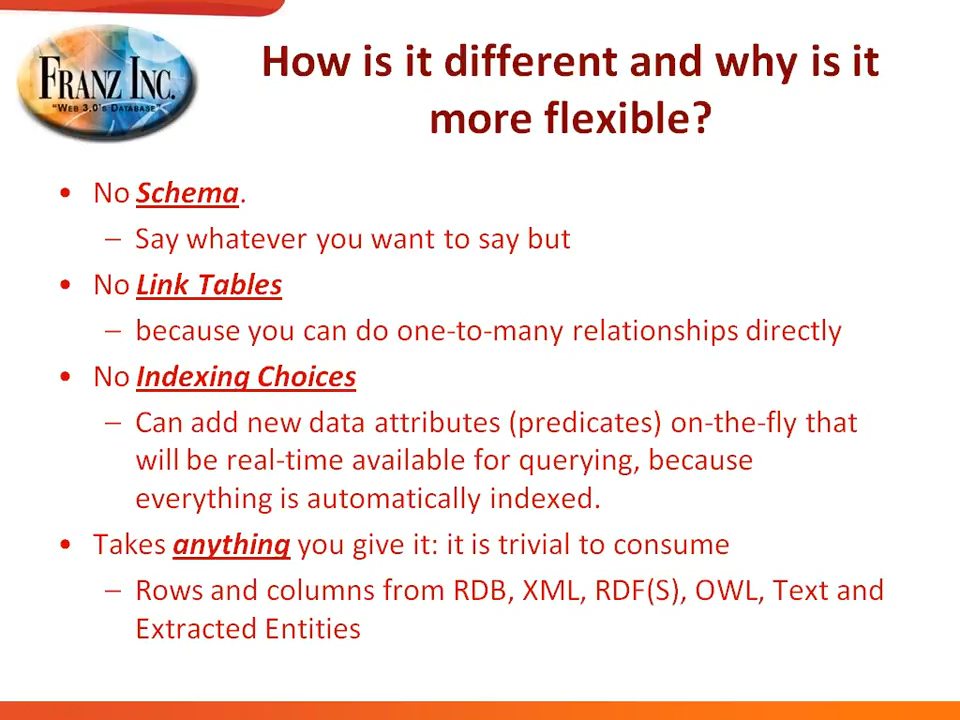 FRANZ INC.
"WEB 3.0'S DATABASE"
How is it different and why is it
more flexible?
• No Schema.
– Say whatever you want to say but
• No Link Tables
– because you can do one-to-many relationships directly
• No Indexing Choices
– Can add new data attributes (predicates) on-the-fly that
will be real-time available for querying, because
everything is automatically indexed.
• Takes anything you give it: it is trivial to consume
– Rows and columns from RDB, XML, RDF(S), OWL, Text and
Extracted Entities